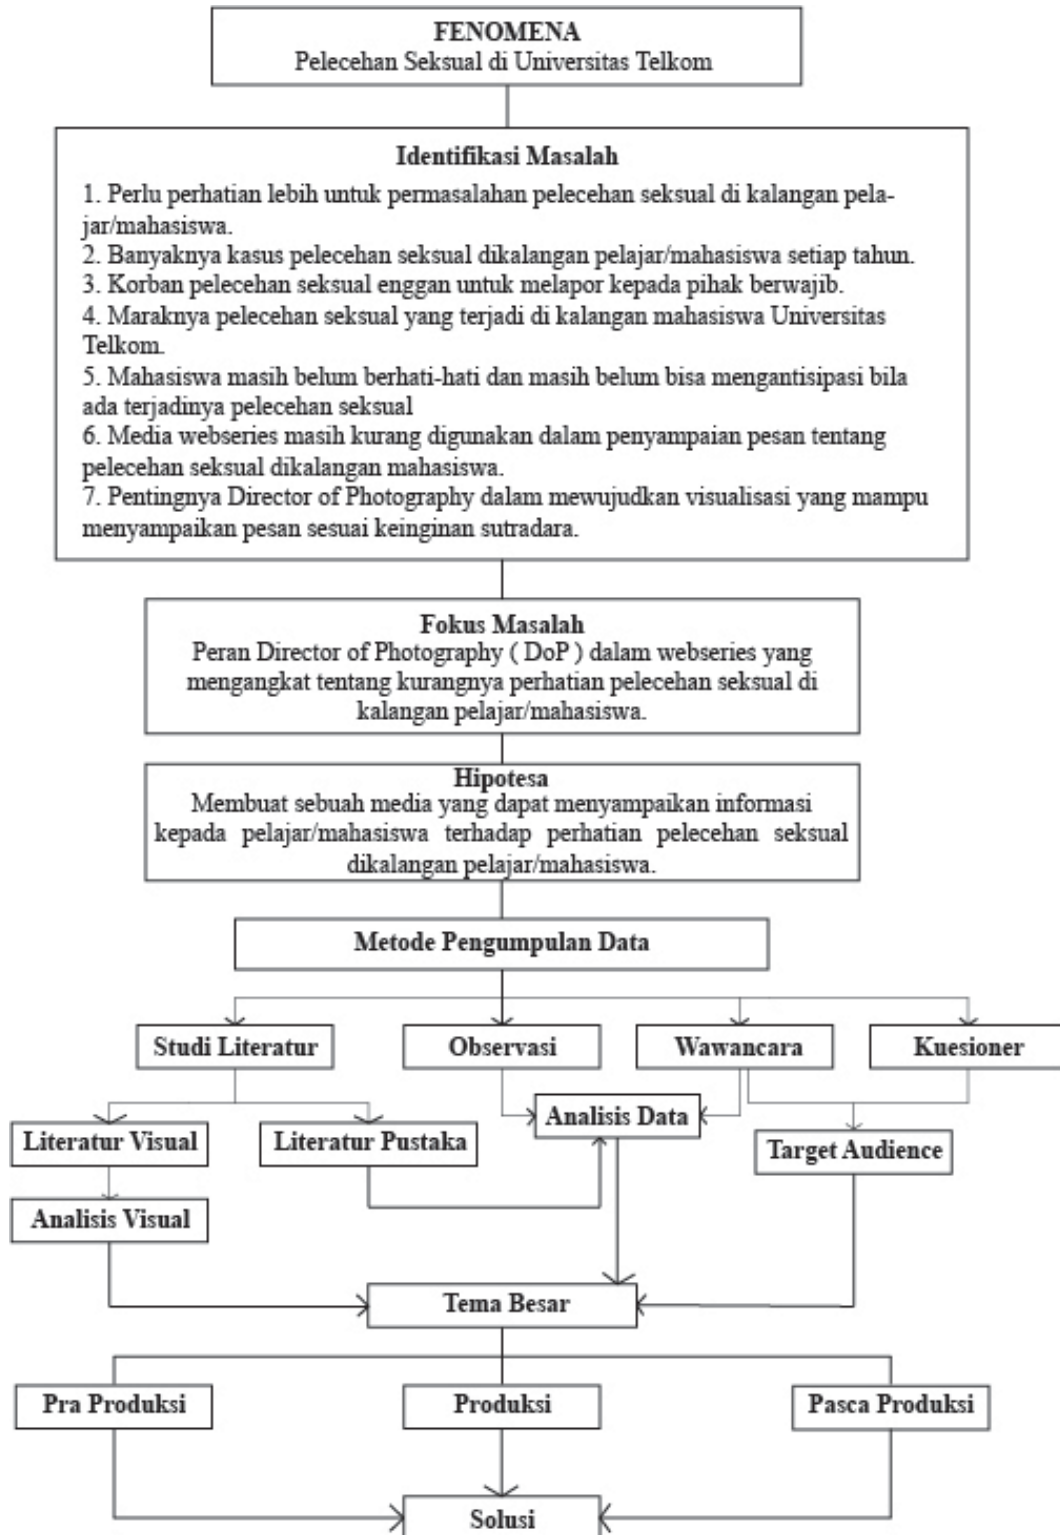 FENOMENA
Pelecehan Seksual di Universitas Telkom
Identifikasi Masalah
1. Perlu perhatian lebih untuk permasalahan pelecehan seksual di kalangan pela-
jar/mahasiswa.
2. Banyaknya kasus pelecehan seksual dikalangan pelajar/mahasiswa setiap tahun.
3. Korban pelecehan seksual enggan untuk melapor kepada pihak berwajib.
4. Maraknya pelecehan seksual yang terjadi di kalangan mahasiswa Universitas
Telkom.
5. Mahasiswa masih belum berhati-hati dan masih belum bisa mengantisipasi bila
ada terjadinya pelecehan seksual
6. Media webseries masih kurang digunakan dalam penyampaian pesan tentang
pelecehan seksual dikalangan mahasiswa.
7. Pentingnya Director of Photography dalam mewujudkan visualisasi yang mampu
menyampaikan pesan sesuai keinginan sutradara.
Fokus Masalah
Peran Director of Photography ( DoP ) dalam webseries yang
mengangkat tentang kurangnya perhatian pelecehan seksual di
kalangan pelajar/mahasiswa.
Hipotesa
Membuat sebuah media yang dapat menyampaikan informasi
kepada pelajar/mahasiswa terhadap perhatian pelecehan seksual
dikalangan pelajar/mahasiswa.
Metode Pengumpulan Data
Studi Literatur
Observasi
Wawancara
Kuesioner
Analisis Data
Literatur Visual
Literatur Pustaka
Target Audience
Analisis Visual
Tema Besar
Pra Produksi
Produksi
Pasca Produksi
Solusi